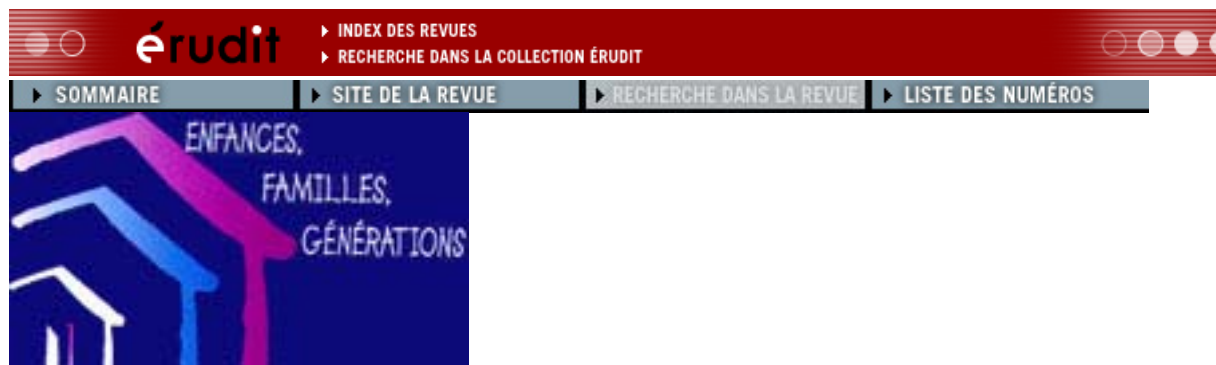 érudit
INDEX DES REVUES
RECHERCHE DANS LA COLLECTION ÉRUDIT
SOMMAIRE
SITE DE LA REVUE
RECHERCHE DANS LA REVUE
LISTE DES NUMÉROS
ENFANCES,
FAMILLES,
GÉNÉRATIONS